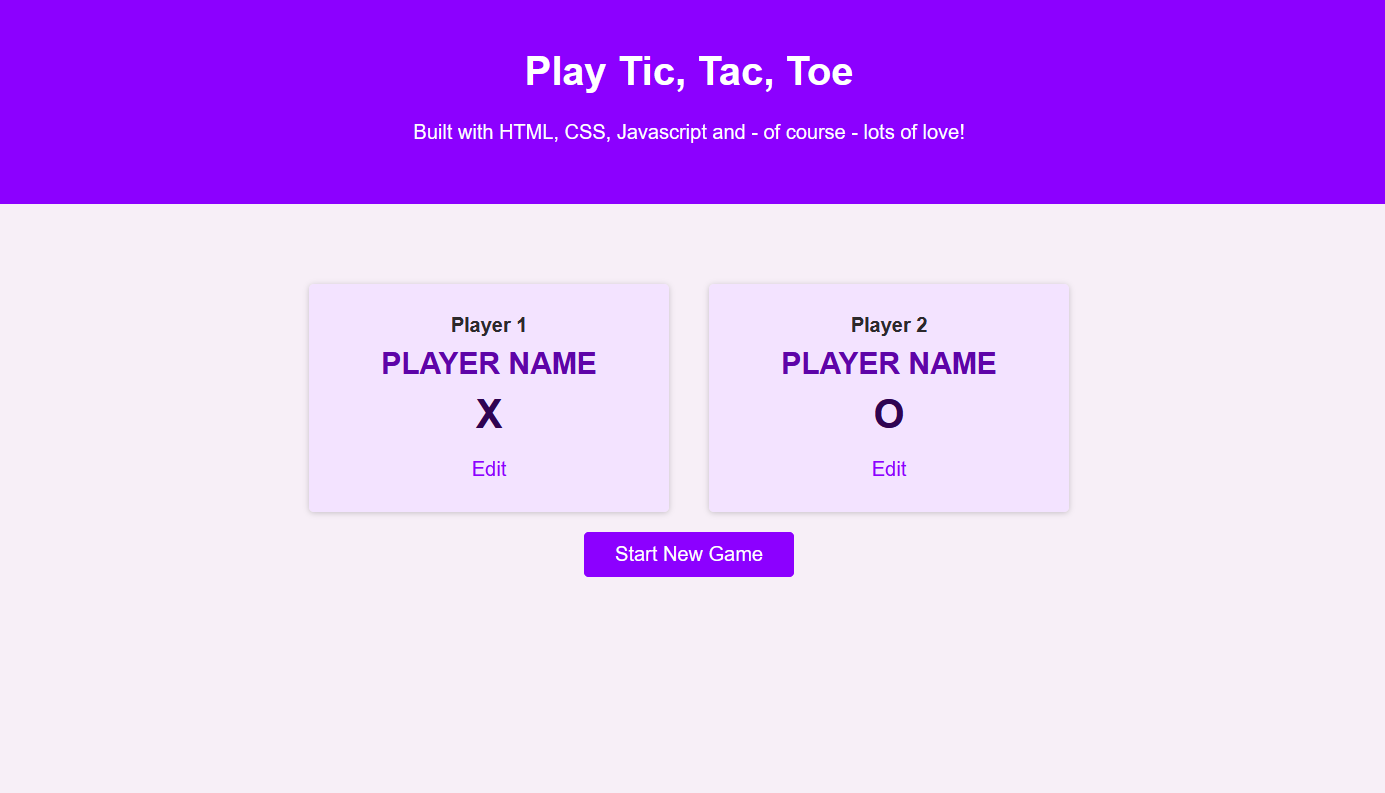 Play Tic, Tac, Toe
Built with HTML, CSS, Javascript and - of course - lots of love!
Player 1
PLAYER NAME
X
Edit
Player 2
PLAYER NAME
O
Edit
Start New Game